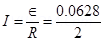 I = ∈/R = 0.0628/2